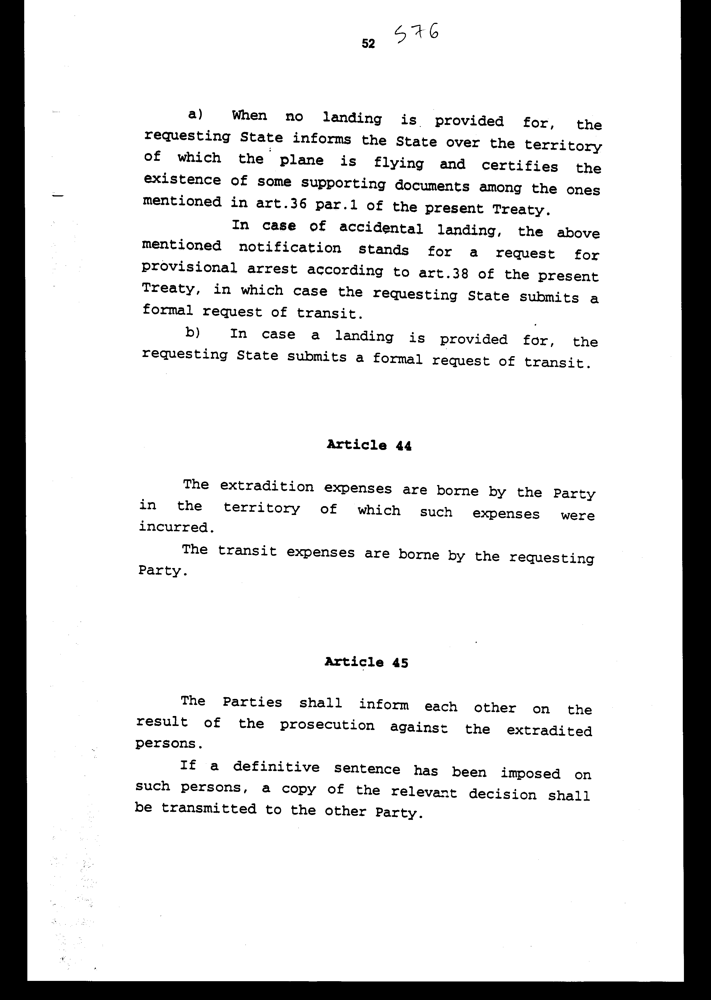 576
52
a) When no landing is provided for, the
requesting State informs the State over the territory
of which the plane is flying and certifies the
existence of some supporting documents among the ones
mentioned in art.36 par.1 of the present Treaty.
In case of accidental landing, the above
mentioned notification stands for a request for
provisional arrest according to art.38 of the present
Treaty, in which case the requesting State submits a
formal request of transit.
b) In case a landing is provided for, the
requesting State submits a formal request of transit.
Article 44
The extradition expenses are borne by the Party
in the territory of which such expenses were
incurred.
The transit expenses are borne by the requesting
Party.
Article 45
The Parties shall inform each other on the
result of the prosecution against the extradited
persons.
If a definitive sentence has been imposed on
such persons, a copy of the relevant decision shall
be transmitted to the other Party.